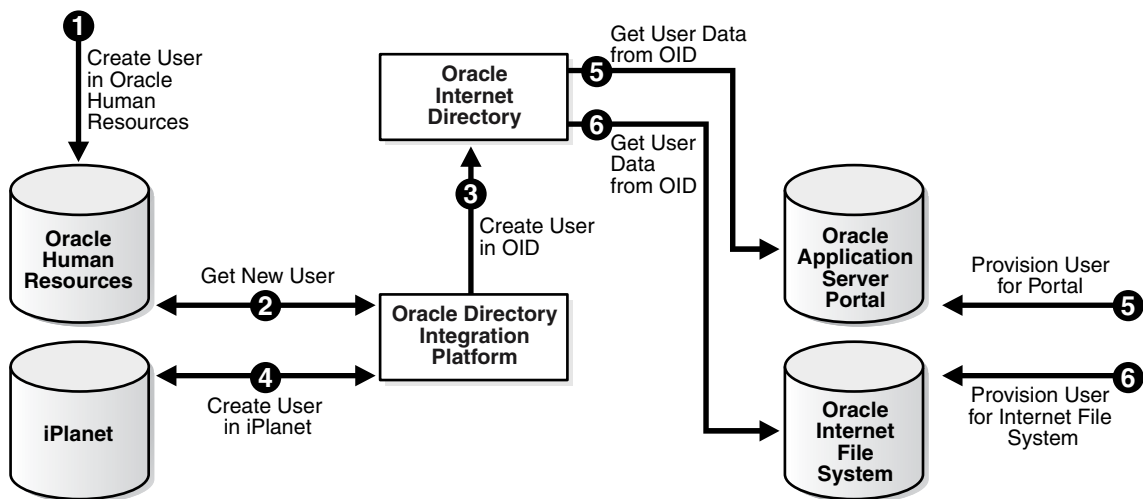 1
Create User
in Oracle
Human
Resources
Oracle
Human
Resources
Get New User
2
iPlanet
4
Create User
in iPlanet
Oracle
Internet
Directory
3
Create User
in OID
Oracle Directory
Integration
Platform
Get User Data
from OID
5
6
Get User
Data
from OID
Oracle
Application
Server
Portal
Provision User
for Portal
5
Oracle
Internet
File
System
6
Provision User
for Internet File
System